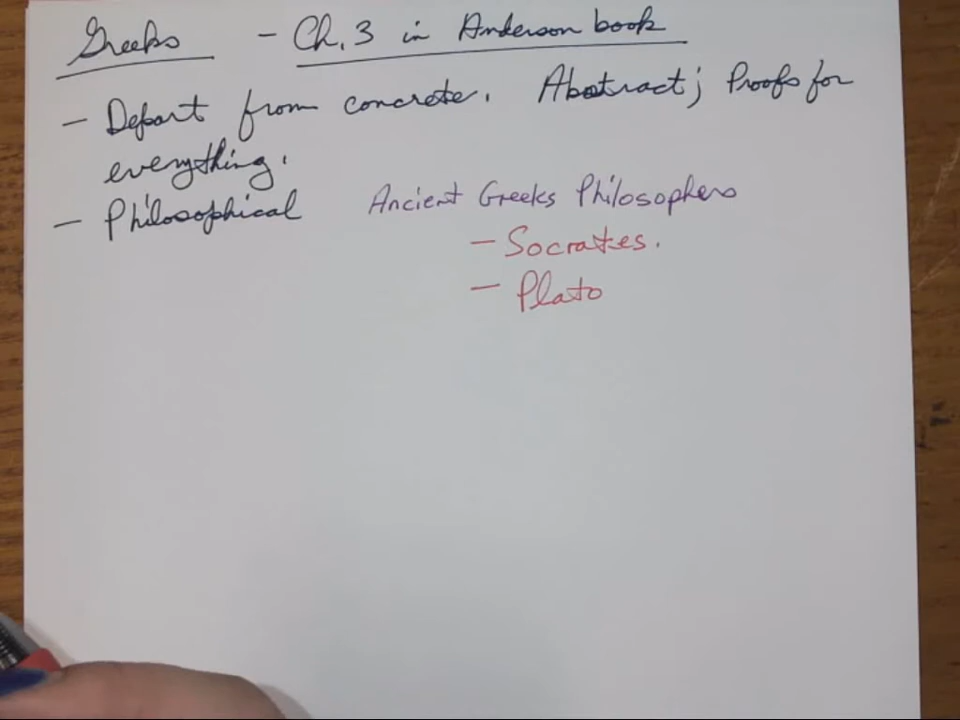 Greeks - Ch. 3 in Anderson book
- Depart from concrete. Abstract; Proofs for
everything.
- Philosophical
Ancient Greeks Philosophers
- Socrates.
- Plato